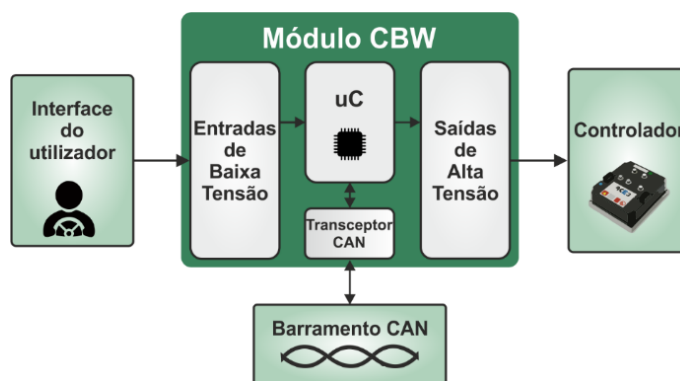 Módulo CBW
Interface
do
utilizador
Entradas
de
Baixa
Tensão
uC
Transceptor
CAN
Saídas
de
Alta
Tensão
Controlador
Barramento CAN